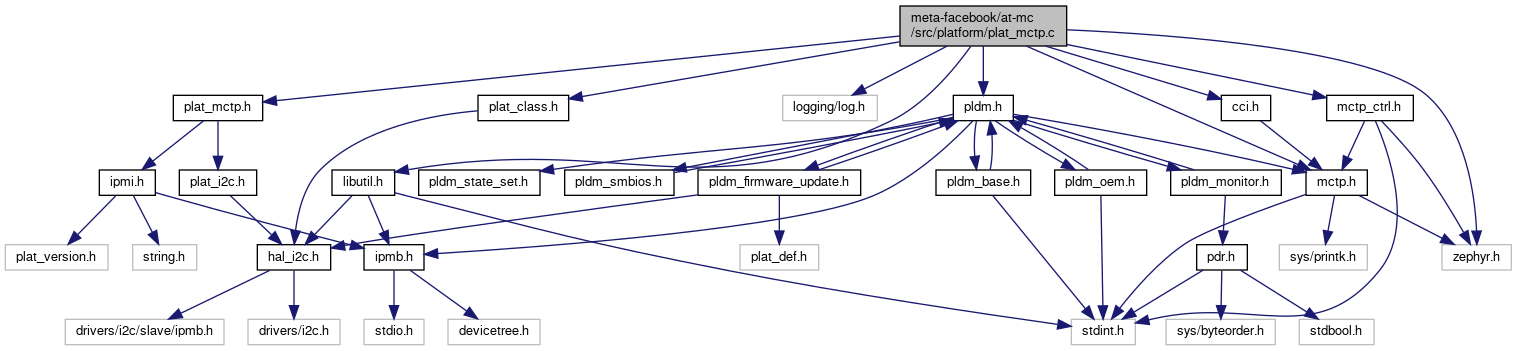 meta-facebook/at-mc
/src/platform/plat_mctp.c
plat_mctp.h
plat_class.h
logging/log.h
pldm.h
cci.h
mctp_ctrl.h
ipmi.h
plat_i2c.h
libutil.h
pldm_state_set.h
pldm_smbios.h
pldm_firmware_update.h
pldm_base.h
pldm_oem.h
pldm_monitor.h
mctp.h
plat_version.h
string.h
hal_i2c.h
ipmb.h
plat_def.h
pdr.h
sys/printk.h
zephyr.h
drivers/i2c/slave/ipmb.h
drivers/i2c.h
stdio.h
devicetree.h
stdint.h
sys/byteorder.h
stdbool.h